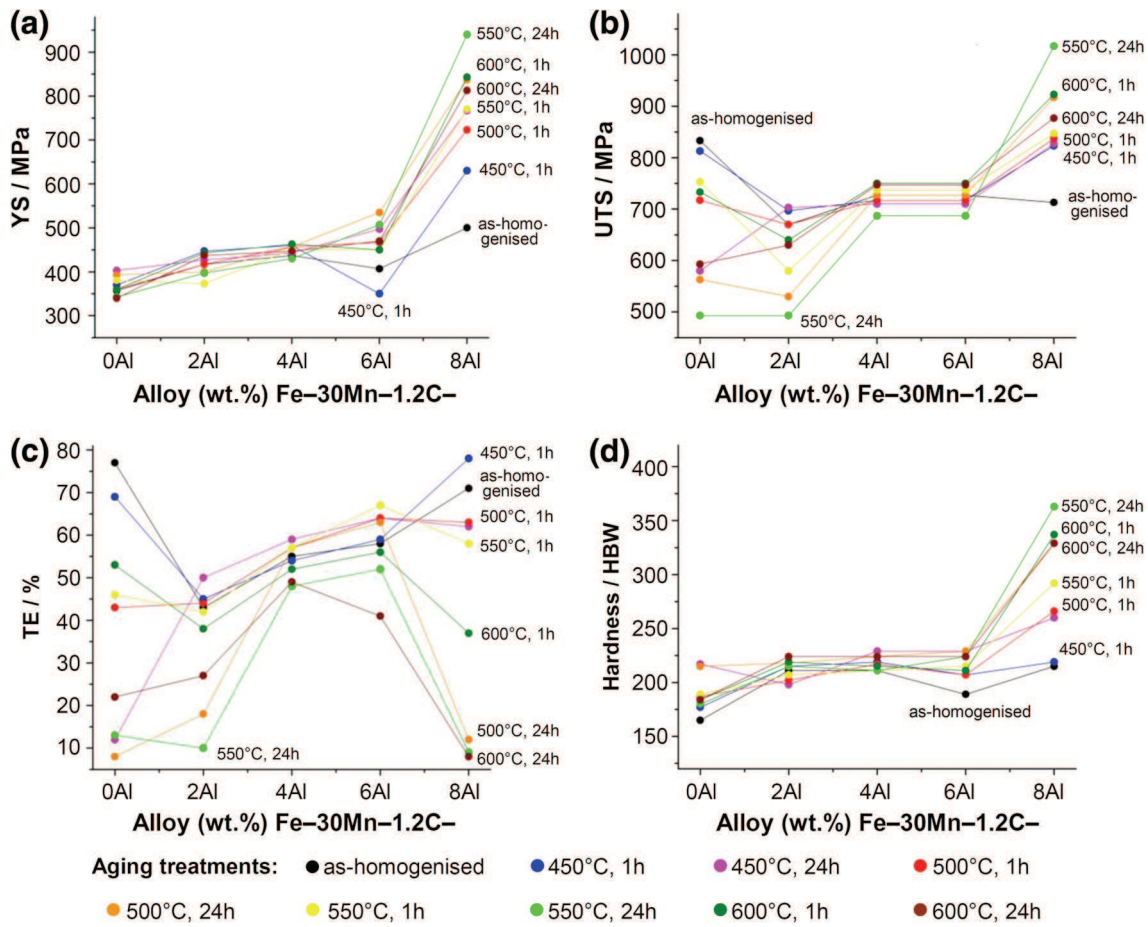 (a)
YS / MPa
900
800
700
600
500
400
300
550°C, 24h
600°C, 1h
600°C, 24h
550°C, 1h
500°C, 1h
450°C, 1h
as-homo-
genised
450°C, 1h
0Al 2Al 4Al 6Al 8Al
Alloy (wt.%) Fe–30Mn–1.2C–
(b)
UTS / MPa
1000
900
800
700
600
500
as-homogenised
550°C, 24h
600°C, 1h
600°C, 24h
500°C, 1h
450°C, 1h
as-homo-
genised
550°C, 24h
0Al 2Al 4Al 6Al 8Al
Alloy (wt.%) Fe–30Mn–1.2C–
(c)
TE / %
80
70
60
50
40
30
20
10
450°C, 1h
as-homo-
genised
500°C, 1h
550°C, 1h
600°C, 1h
500°C, 24h
600°C, 24h
550°C, 24h
0Al 2Al 4Al 6Al 8Al
Alloy (wt.%) Fe–30Mn–1.2C–
(d)
Hardness / HBW
400
350
300
250
200
150
550°C, 24h
600°C, 1h
600°C, 24h
550°C, 1h
500°C, 1h
450°C, 1h
as-homogenised
0Al 2Al 4Al 6Al 8Al
Alloy (wt.%) Fe–30Mn–1.2C–
Aging treatments: as-homogenised 450°C, 1h 450°C, 24h 500°C, 1h
500°C, 24h 550°C, 1h 550°C, 24h 600°C, 1h 600°C, 24h